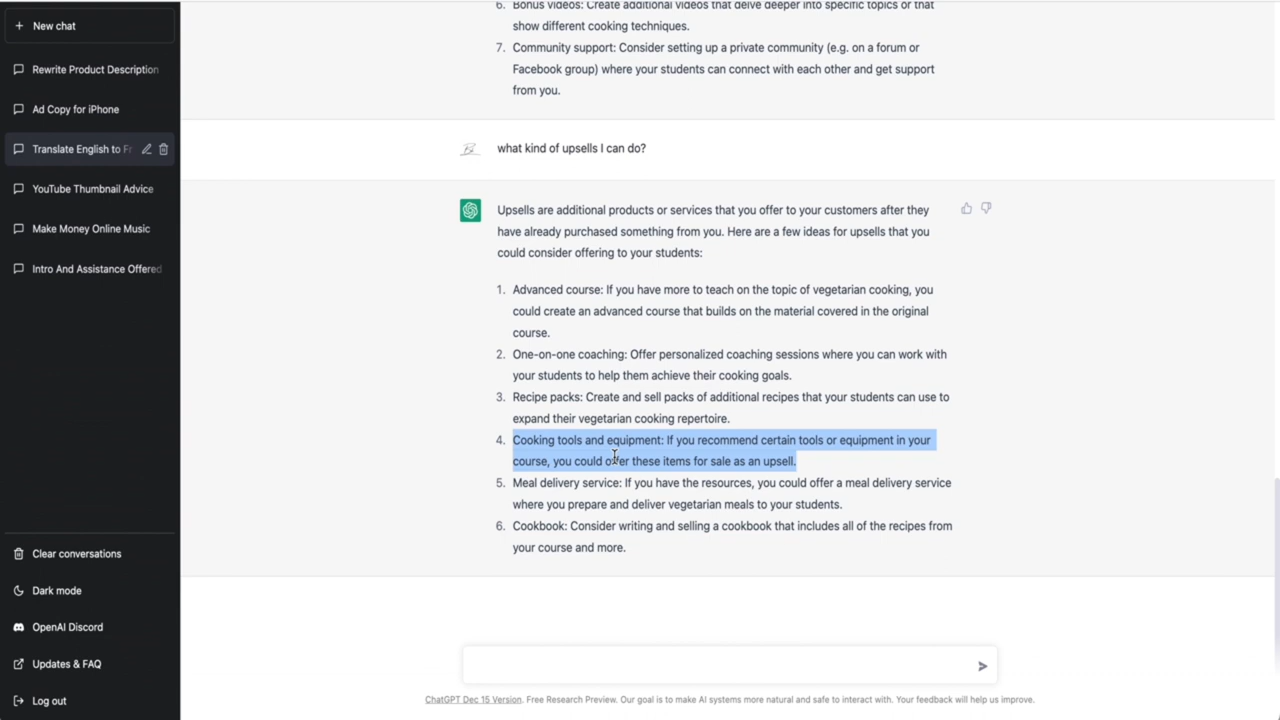 New chat
Rewrite Product Description
Ad Copy for iPhone
Translate English to Fr
YouTube Thumbnail Advice
Make Money Online Music
Intro And Assistance Offered
Clear conversations
Dark mode
OpenAI Discord
Updates & FAQ
Log out
6. Bonus videos: Create additional videos that delve deeper into specific topics or that
show different cooking techniques.
7. Community support: Consider setting up a private community (e.g. on a forum or
Facebook group) where your students can connect with each other and get support
from you.
what kind of upsells I can do?
Upsells are additional products or services that you offer to your customers after they
have already purchased something from you. Here are a few ideas for upsells that you
could consider offering to your students:
1. Advanced course: If you have more to teach on the topic of vegetarian cooking, you
could create an advanced course that builds on the material covered in the original
course.
2. One-on-one coaching: Offer personalized coaching sessions where you can work with
your students to help them achieve their cooking goals.
3. Recipe packs: Create and sell packs of additional recipes that your students can use to
expand their vegetarian cooking repertoire.
4. Cooking tools and equipment: If you recommend certain tools or equipment in your
course, you could offer these items for sale as an upsell.
5. Meal delivery service: If you have the resources, you could offer a meal delivery service
where you prepare and deliver vegetarian meals to your students.
6. Cookbook: Consider writing and selling a cookbook that includes all of the recipes from
your course and more.
ChatGPT Dec 15 Version. Free Research Preview. Our goal is to make AI systems more natural and safe to interact with. Your feedback will help us improve.